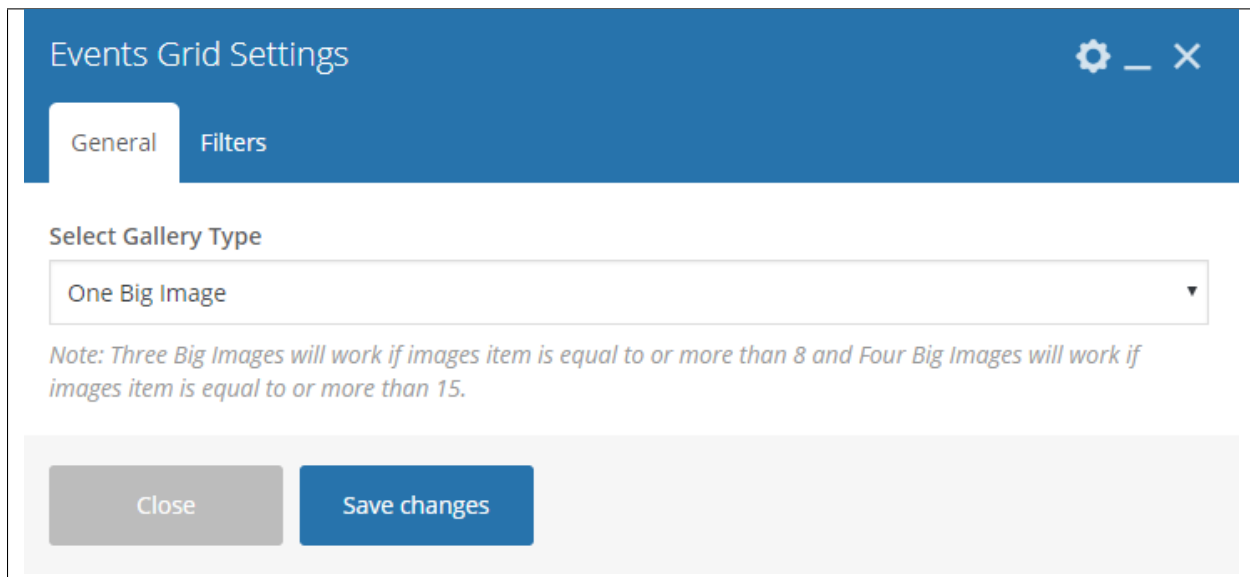 Events Grid Settings
General Filters
Select Gallery Type
One Big Image
Note: Three Big Images will work if images item is equal to or more than 8 and Four Big Images will work if
images item is equal to or more than 15.
Close Save changes